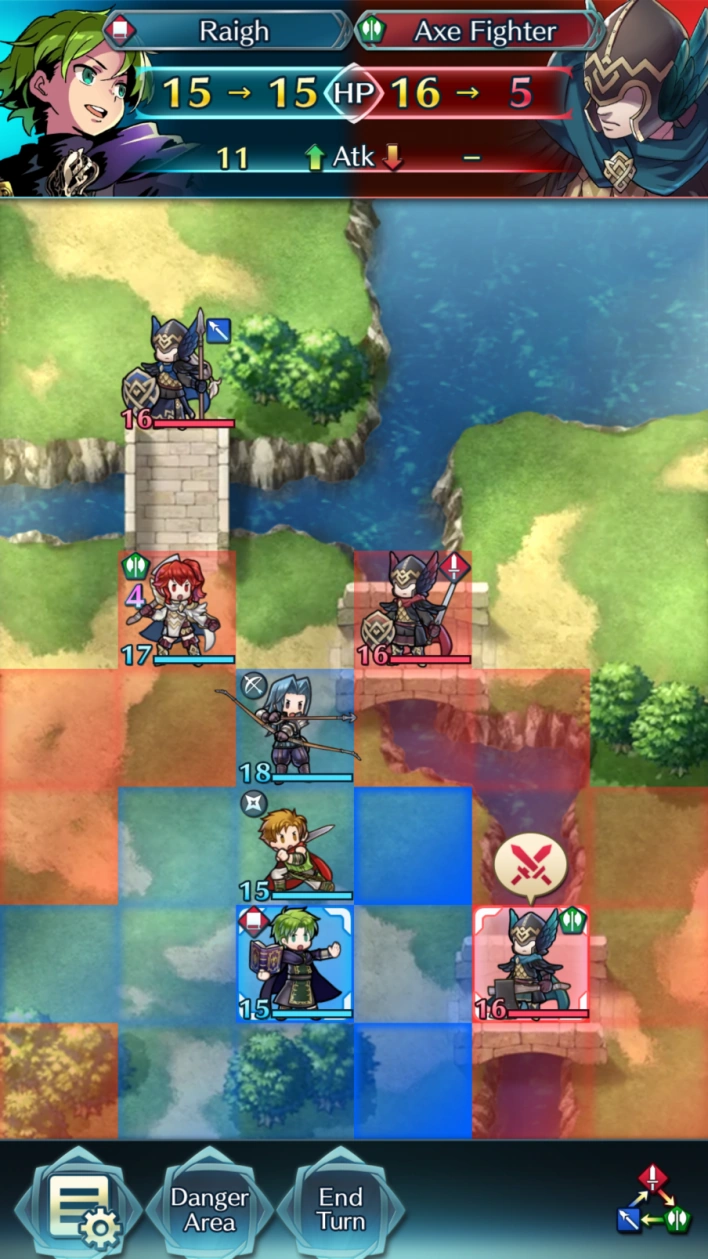 Raigh
Axe Fighter
15 → 15 HP 16 → 5
11 Atk –
16
4
17
16
18
15
15
16
Danger Area
End Turn